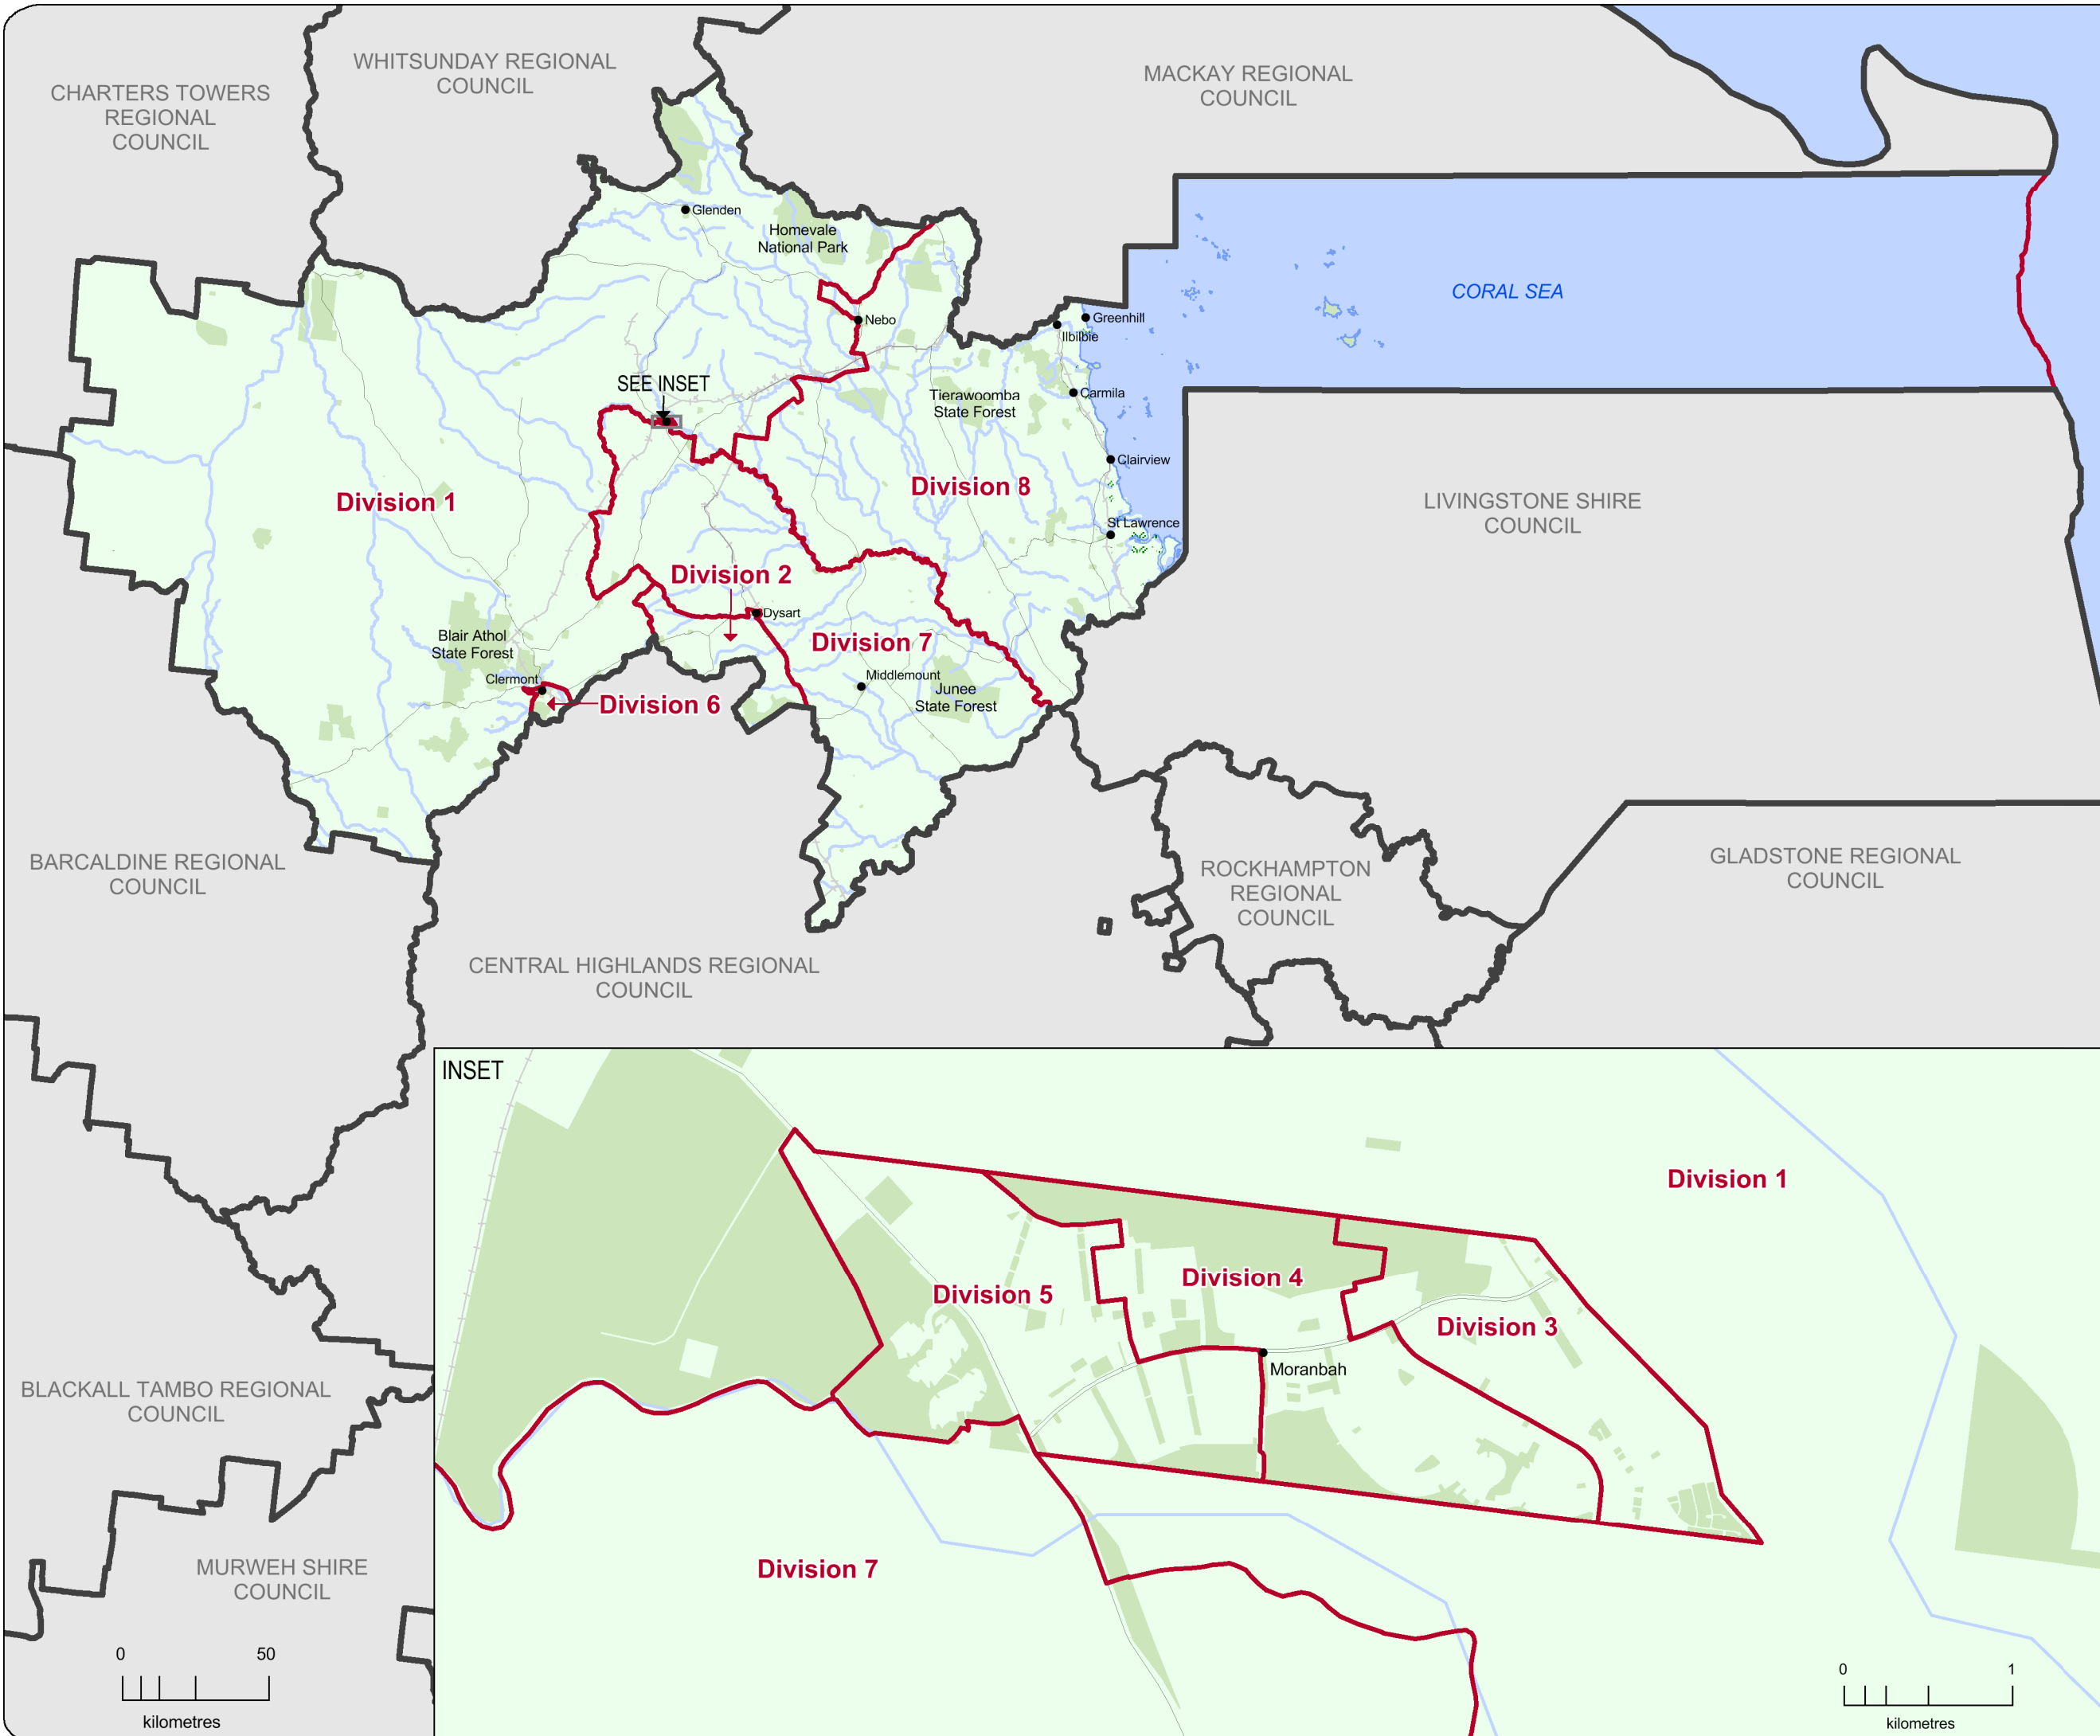 WHITSUNDAY REGIONAL
COUNCIL
MACKAY REGIONAL
COUNCIL
CHARTERS TOWERS
REGIONAL
COUNCIL
Glenden
Homevale
National Park
CORAL SEA
Nebo
Greenhill
Ilbilbie
SEE INSET
Tierawoomba
State Forest
Carmila
Clairview
Division 1
Division 8
LIVINGSTONE SHIRE
COUNCIL
St Lawrence
Division 2
Dysart
Division 7
Blair Athol
State Forest
Clermont
Middlemount
Junee
State Forest
Division 6
BARCALDINE REGIONAL
COUNCIL
ROCKHAMPTON
REGIONAL
COUNCIL
GLADSTONE REGIONAL
COUNCIL
CENTRAL HIGHLANDS REGIONAL
COUNCIL
INSET
Division 1
Division 4
Division 5
Division 3
Moranbah
BLACKALL TAMBO REGIONAL
COUNCIL
Division 7
MURWEH SHIRE
COUNCIL
0 50
kilometres
0 1
kilometres